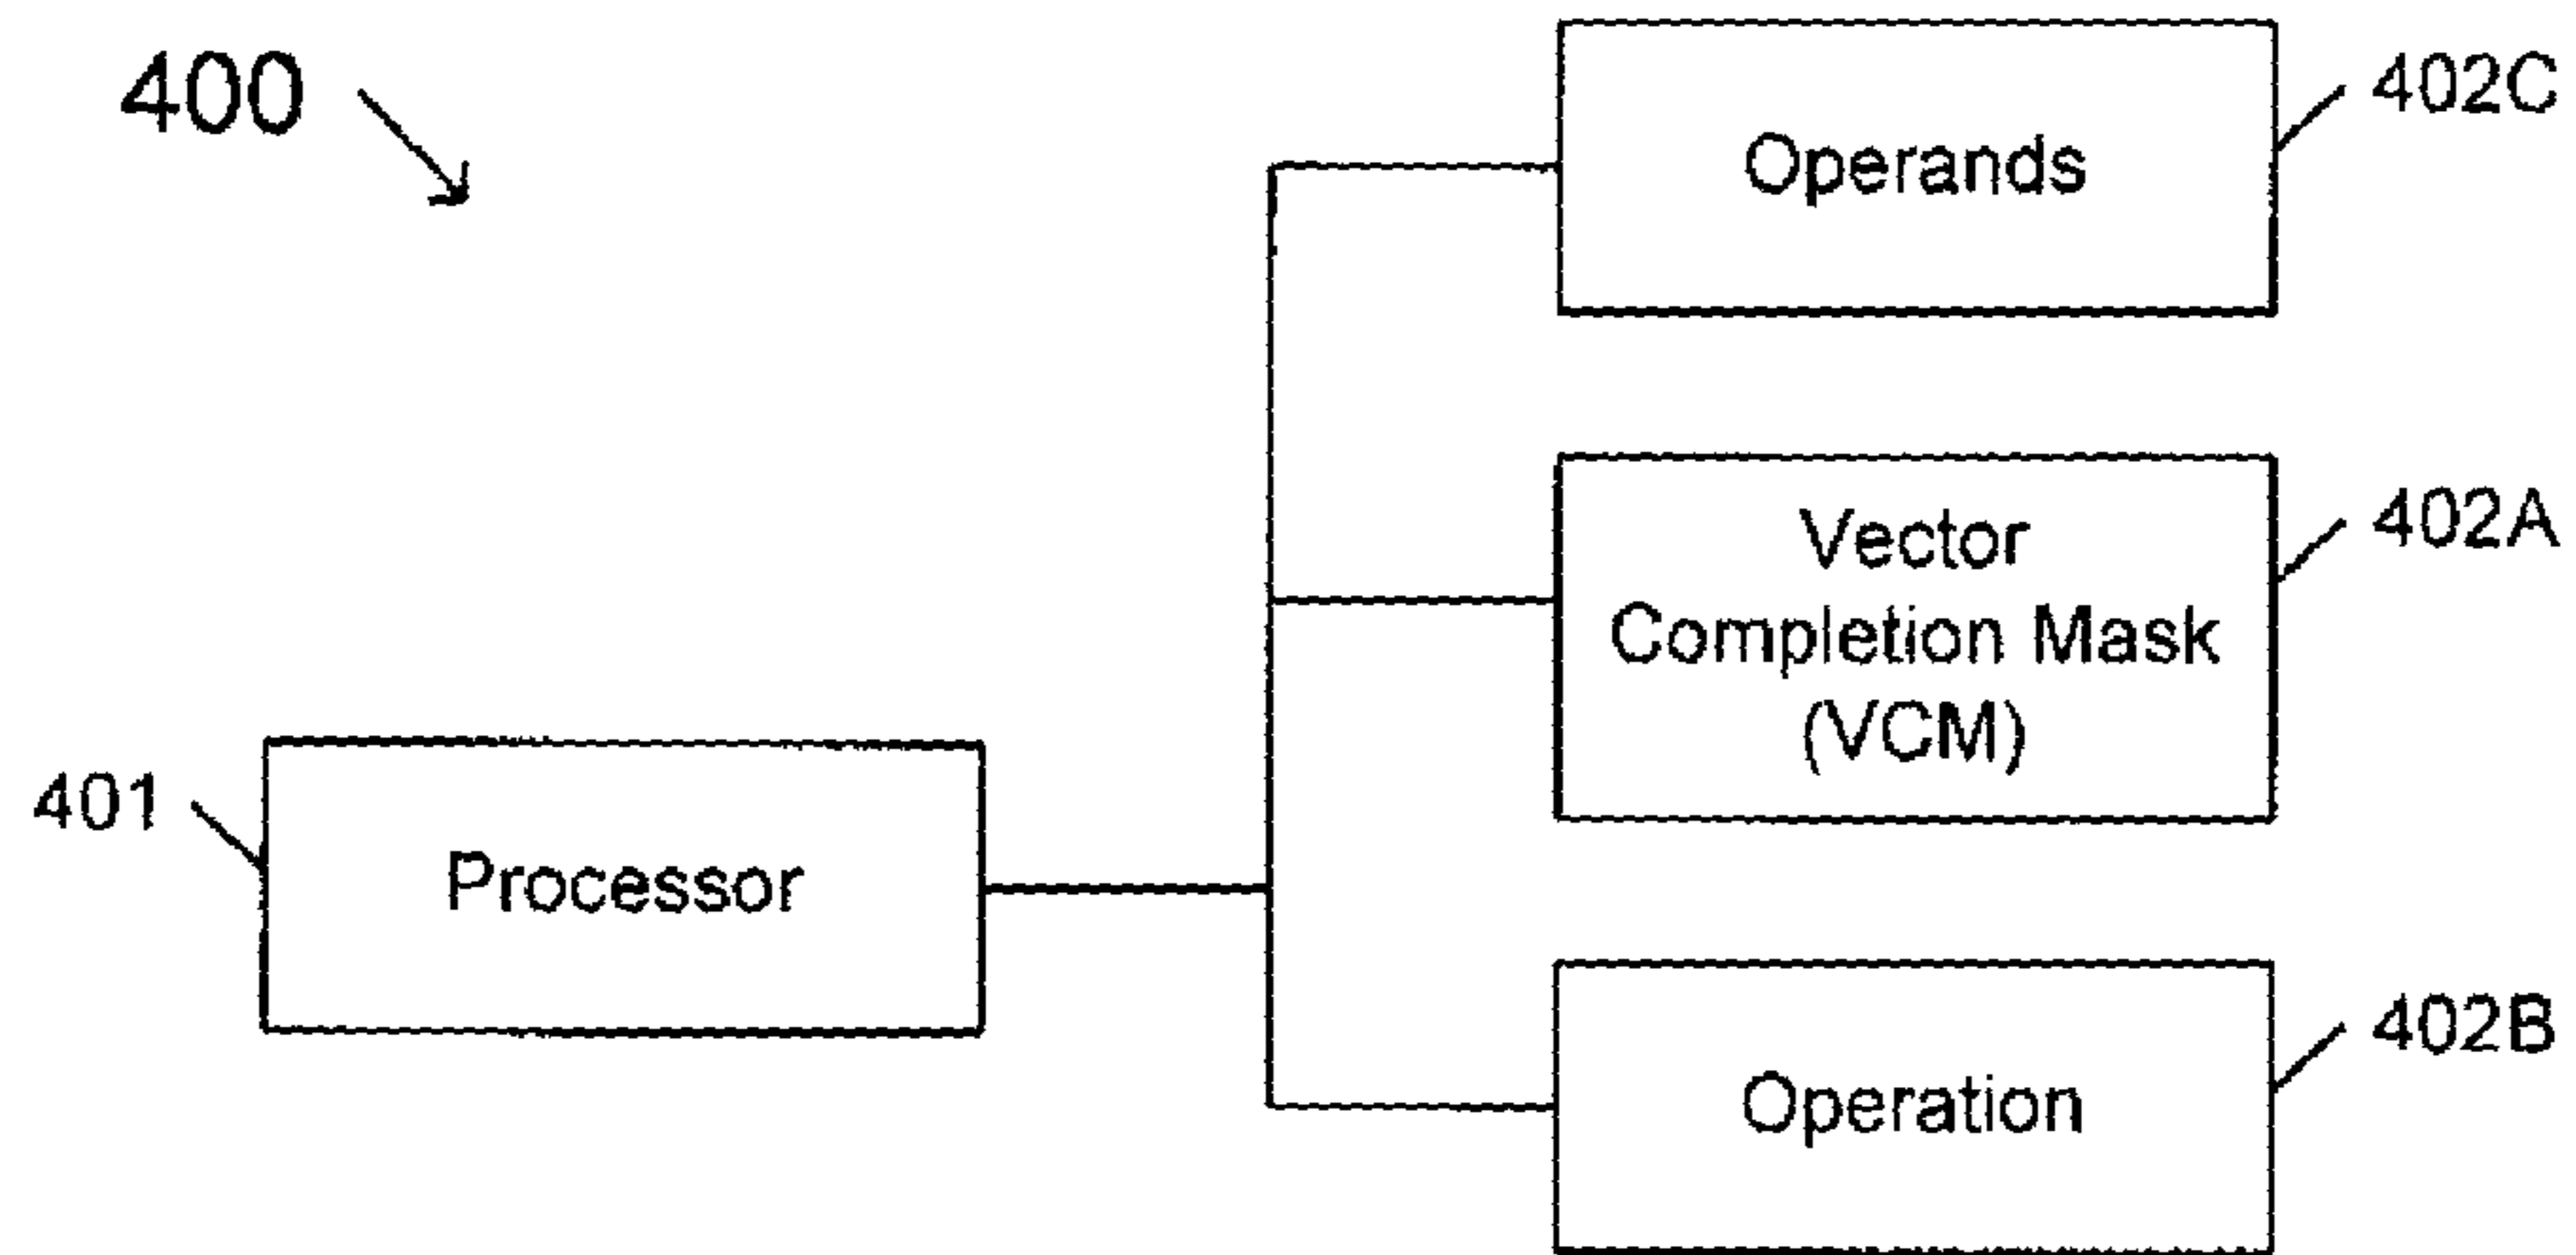 400
Operands
402C
Vector
Completion Mask
(VCM)
402A
401
Processor
Operation
402B